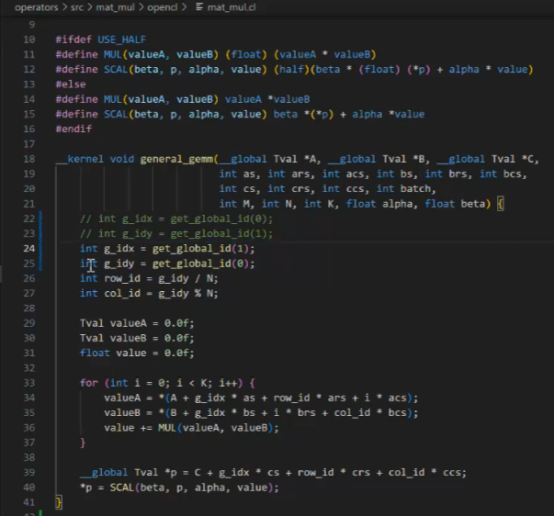 operators > src > mat_mul > opencl > mat_mul.cl
9
10 #ifdef USE_HALF
11 #define MUL(valueA, valueB) (float) (valueA * valueB)
12 #define SCAL(beta, p, alpha, value) (half)(beta * (float) (*p) + alpha * value)
13 #else
14 #define MUL(valueA, valueB) valueA *valueB
15 #define SCAL(beta, p, alpha, value) beta *(*p) + alpha *value
16 #endif
17
18 __kernel void general_gemm(__global Tval *A, __global Tval *B, __global Tval *C,
19 int as, int ars, int acs, int bs, int brs, int bcs,
20 int cs, int crs, int ccs, int batch,
21 int M, int N, int K, float alpha, float beta) {
22 // int g_idx = get_global_id(0);
23 // int g_idy = get_global_id(1);
24 int g_idx = get_global_id(1);
25 int g_idy = get_global_id(0);
26 int row_id = g_idy / N;
27 int col_id = g_idy % N;
28
29 Tval valueA = 0.0f;
30 Tval valueB = 0.0f;
31 float value = 0.0f;
32
33 for (int i = 0; i < K; i++) {
34 valueA = *(A + g_idx * as + row_id * ars + i * acs);
35 valueB = *(B + g_idx * bs + i * brs + col_id * bcs);
36 value += MUL(valueA, valueB);
37 }
38
39 __global Tval *p = C + g_idx * cs + row_id * crs + col_id * ccs;
40 *p = SCAL(beta, p, alpha, value);
41 }